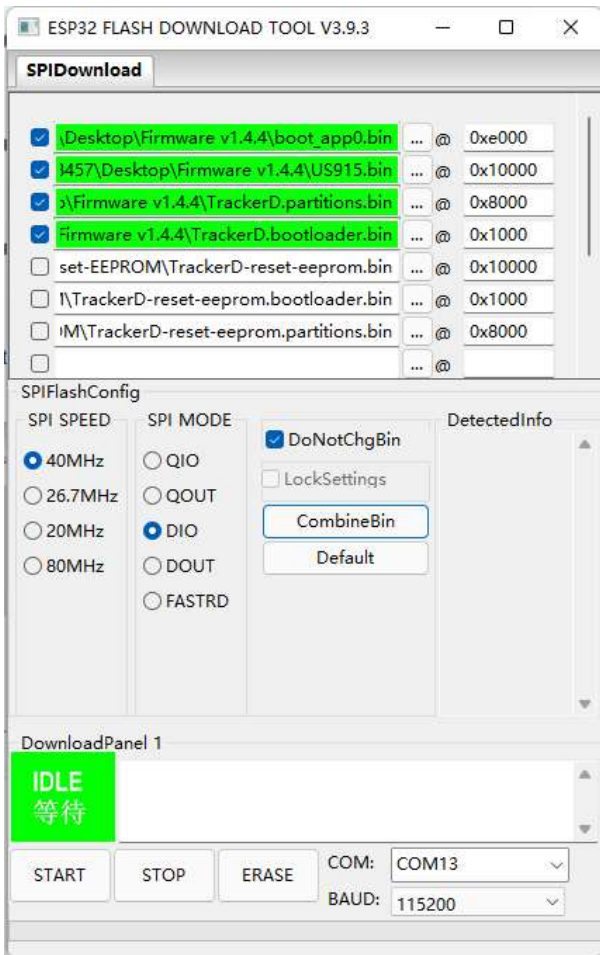 ESP32 FLASH DOWNLOAD TOOL V3.9.3
SPIDownload
\Desktop\Firmware v1.4.4\boot_app0.bin ... @ 0xe000
3457\Desktop\Firmware v1.4.4\US915.bin ... @ 0x10000
\Firmware v1.4.4\TrackerD.partitions.bin ... @ 0x8000
Firmware v1.4.4\TrackerD.bootloader.bin ... @ 0x1000
set-EEPROM\TrackerD-reset-eeprom.bin ... @ 0x10000
\TrackerD-reset-eeprom.bootloader.bin ... @ 0x1000
M\TrackerD-reset-eeprom.partitions.bin ... @ 0x8000
... @
SPIFlashConfig
SPI SPEED SPI MODE DetectedInfo
DoNotChgBin
40MHz QIO
LockSettings
26.7MHz QOUT
CombineBin
20MHz DIO
Default
80MHz DOUT
FASTRD
DownloadPanel 1
IDLE
等待
START STOP ERASE COM: COM13
BAUD: 115200